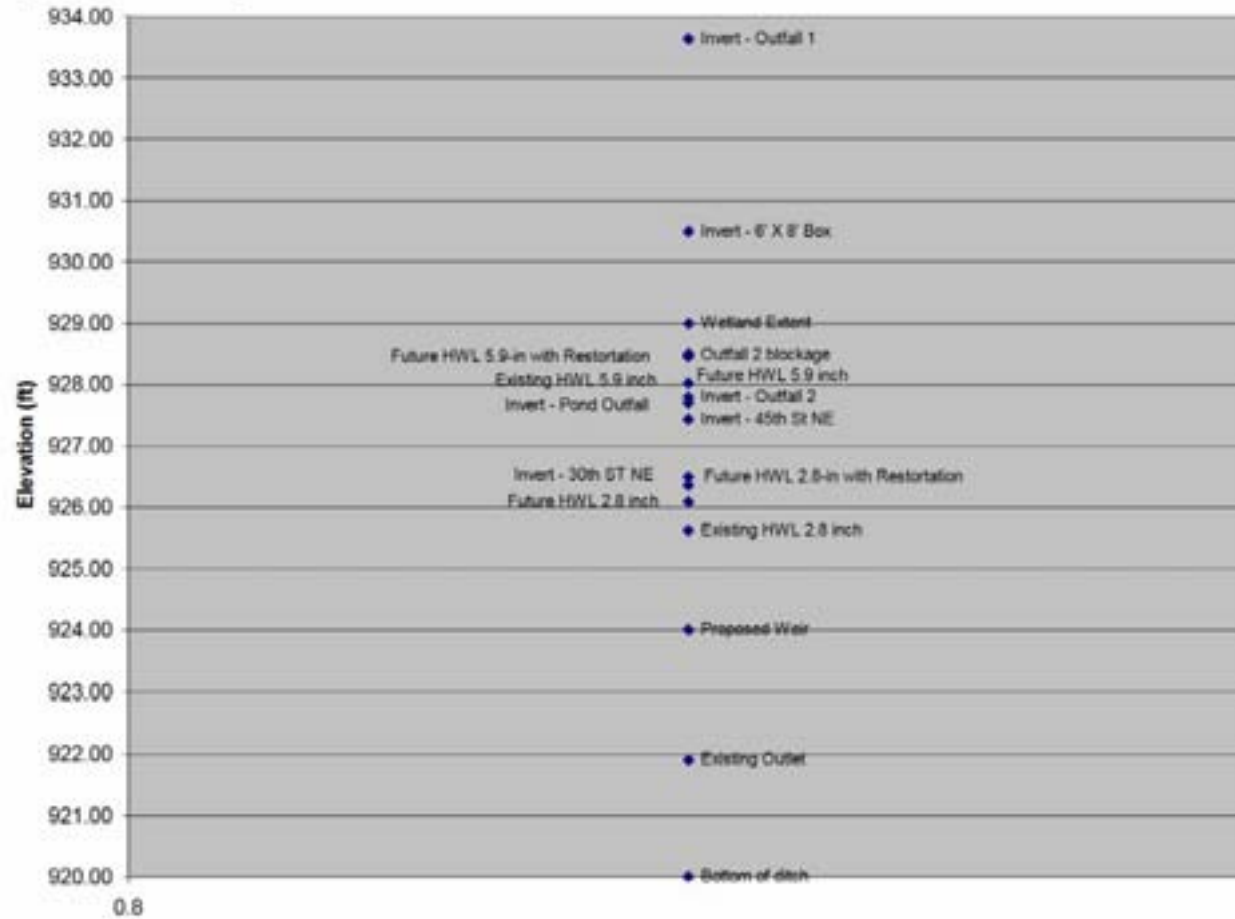 934.00
Invert - Outfall 1
933.00
932.00
931.00
Invert - 6' X 8' Box
930.00
929.00
Wetland Extent
Future HWL 5.9-in with Restortation
Outfall 2 blockage
928.00
Existing HWL 5.9 inch
Future HWL 5.9 inch
Invert - Pond Outfall
Invert - Outfall 2
Invert - 45th St NE
927.00
Invert - 30th ST NE
Future HWL 2.8-in with Restortation
926.00
Future HWL 2.8 inch
Existing HWL 2.8 inch
925.00
924.00
Proposed Weir
923.00
922.00
Existing Outlet
921.00
920.00
Bottom of ditch
0.8
Elevation (ft)